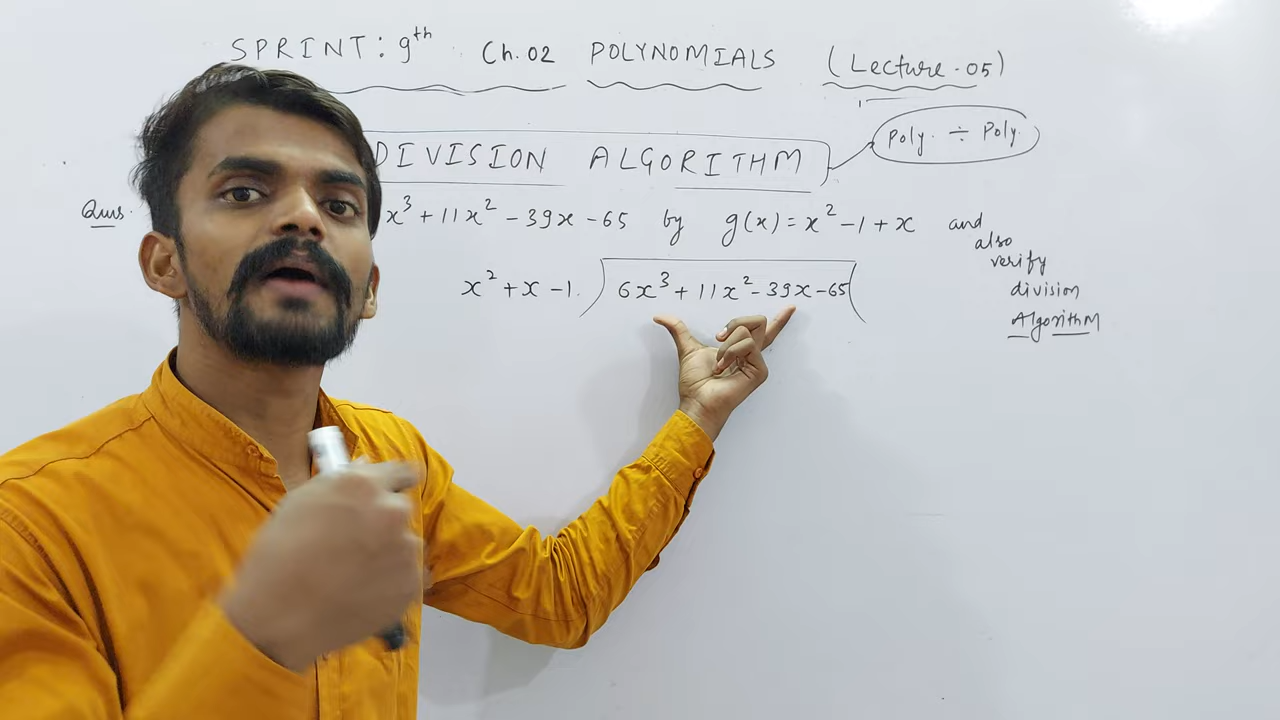 SPRINT: 9th Ch.02 POLYNOMIALS (Lecture-05)
DIVISION ALGORITHM
Poly. ÷ Poly.
Qus. x³ + 11x² - 39x - 65 by g(x) = x² - 1 + x and
also
verify
division
Algorithm
x² + x - 1 ) 6x³ + 11x² - 39x - 65 (